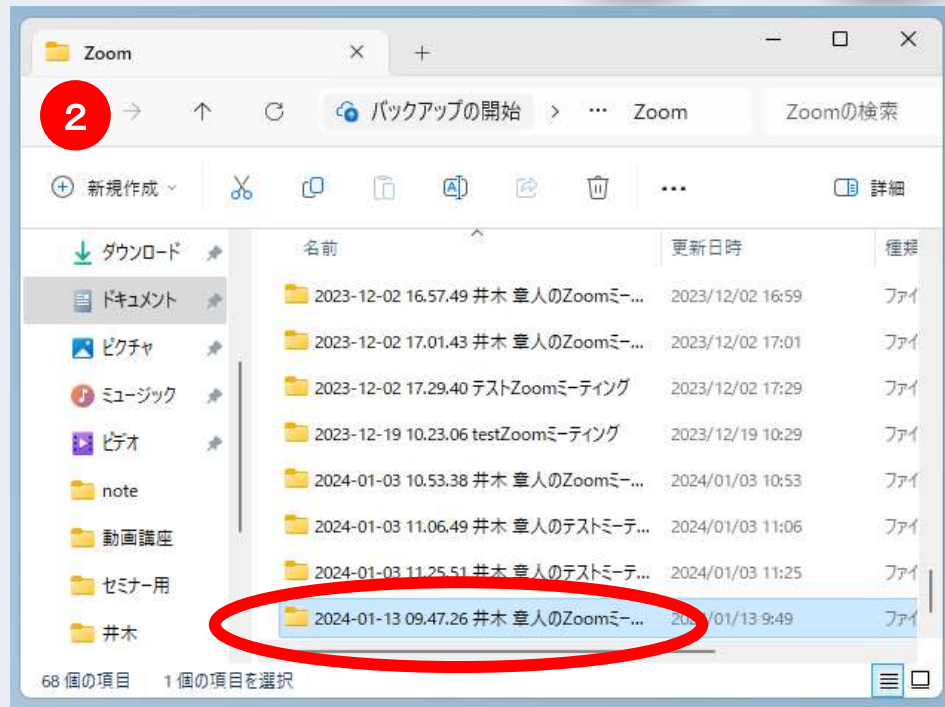 Zoom
2
バックアップの開始 > … Zoom Zoomの検索
新規作成 詳細
ダウンロード 名前 更新日時 種類
ドキュメント 2023-12-02 16.57.49 井木 章人のZoomミー... 2023/12/02 16:59 ファイ
ピクチャ 2023-12-02 17.01.43 井木 章人のZoomミー... 2023/12/02 17:01 ファイ
ミュージック 2023-12-02 17.29.40 テストZoomミーティング 2023/12/02 17:29 ファイ
ビデオ 2023-12-19 10.23.06 testZoomミーティング 2023/12/19 10:29 ファイ
note 2024-01-03 10.53.38 井木 章人のZoomミー... 2024/01/03 10:53 ファイ
動画講座 2024-01-03 11.06.49 井木 章人のテストミーテ... 2024/01/03 11:06 ファイ
セミナー用 2024-01-03 11.25.51 井木 章人のテストミーテ... 2024/01/03 11:25 ファイ
井木 2024-01-13 09.47.26 井木 章人のZoomミー... /01/13 9:49 ファイ
68 個の項目 1 個の項目を選択